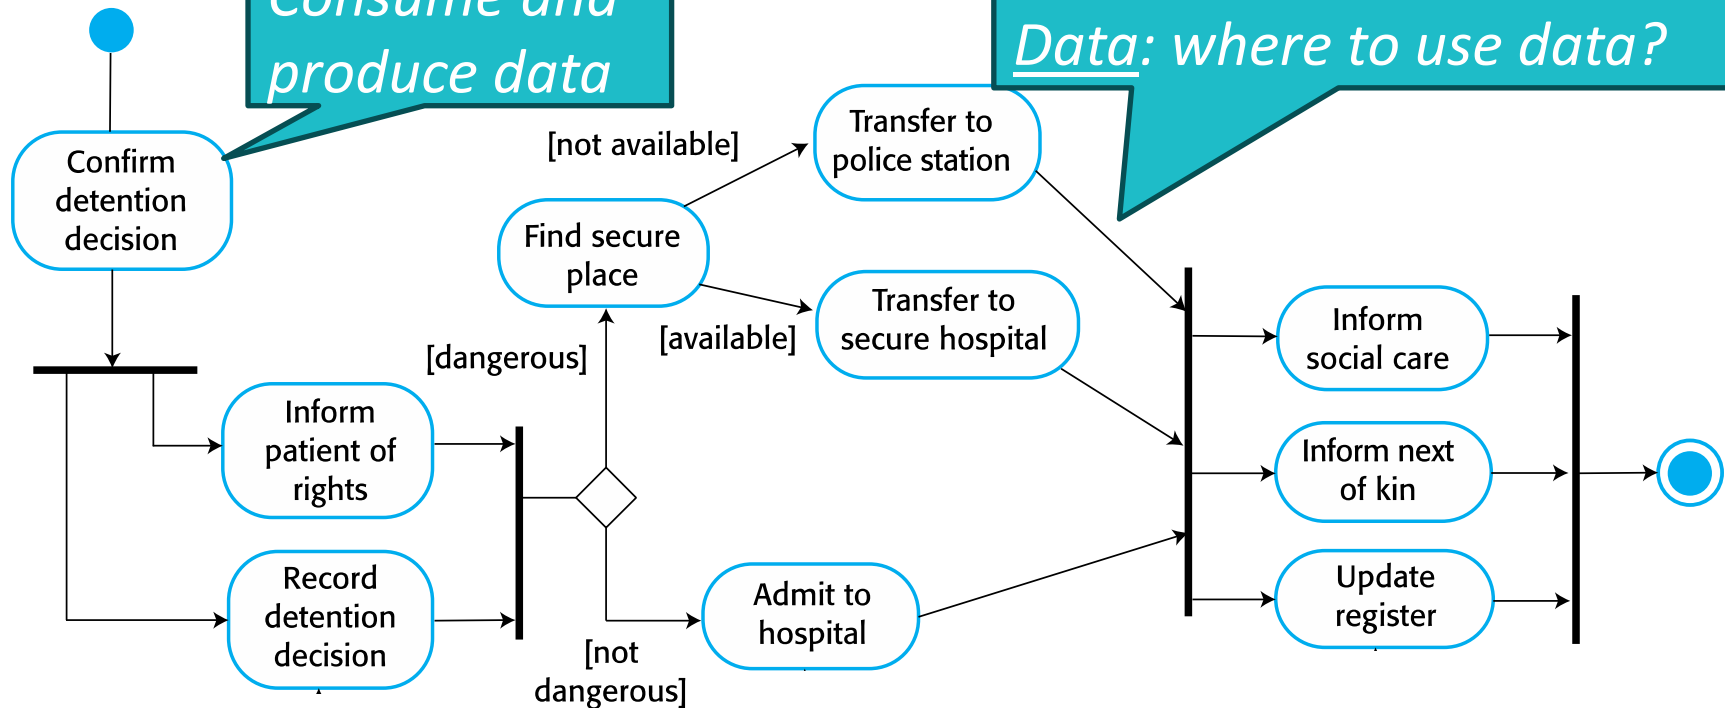 Consume and
produce data
Data: where to use data?
Confirm
detention
decision
[not available]
Transfer to
police station
Find secure
place
[available]
Transfer to
secure hospital
[dangerous]
Inform
patient of
rights
Record
detention
decision
[not
dangerous]
Admit to
hospital
Inform
social care
Inform next
of kin
Update
register